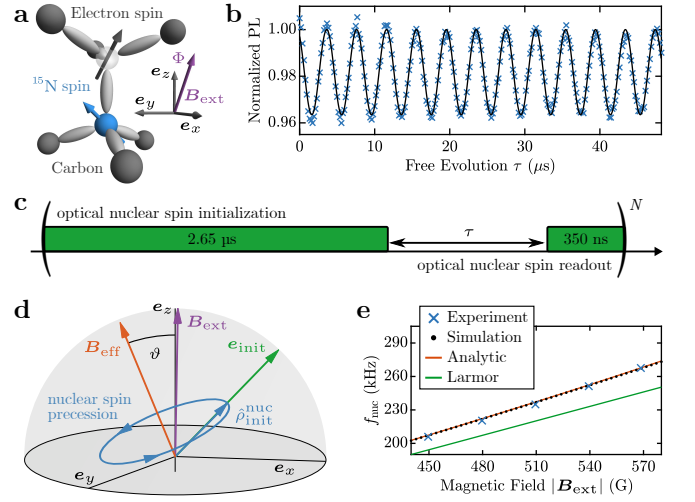 a
Electron spin
¹⁵N spin
Carbon
Φ
e_z
B_ext
e_y
e_x
b
Normalized PL
1.00
0.98
0.96
0
10
20
30
40
Free Evolution τ (µs)
c
optical nuclear spin initialization
N
2.65 µs
τ
350 ns
optical nuclear spin readout
d
e_z
B_ext
B_eff
ϑ
e_init
nuclear spin
precession
ρ̂_init^nuc
e_y
e_x
e
Experiment
Simulation
Analytic
Larmor
f_nuc (kHz)
290
260
230
200
450
480
510
540
570
Magnetic Field |B_ext| (G)